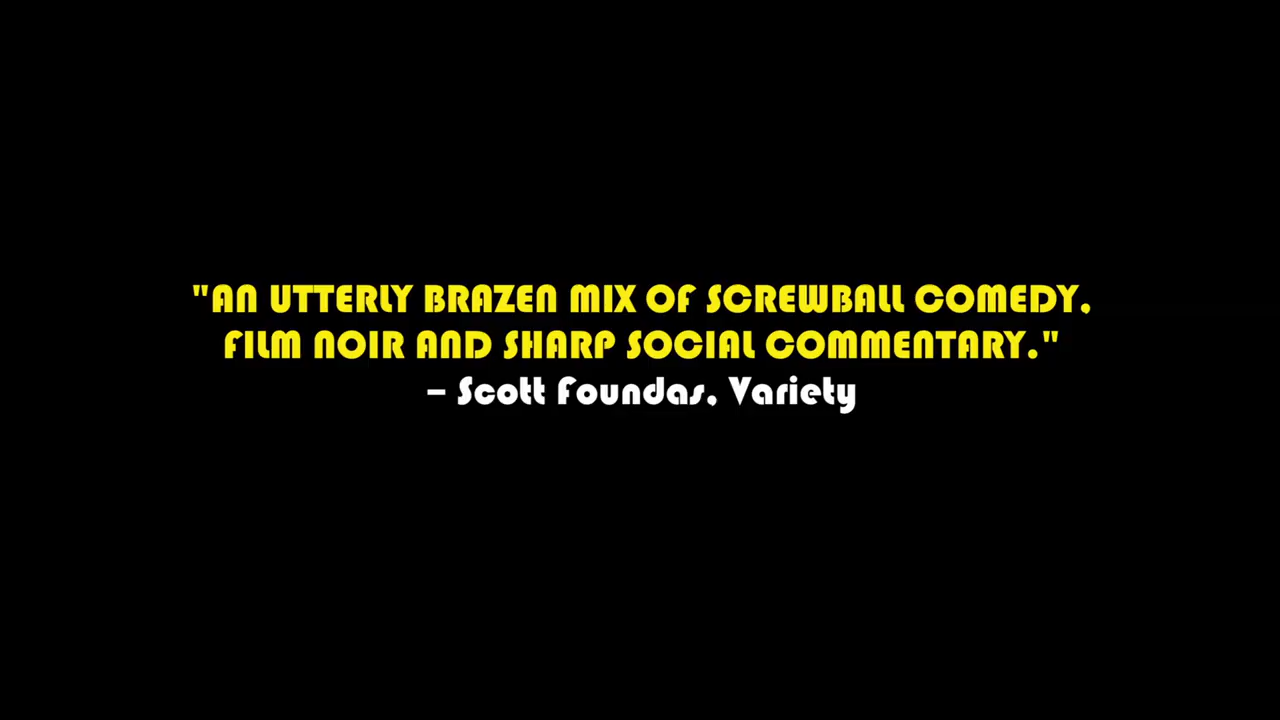 "AN UTTERLY BRAZEN MIX OF SCREWBALL COMEDY,
FILM NOIR AND SHARP SOCIAL COMMENTARY."
– Scott Foundas, Variety